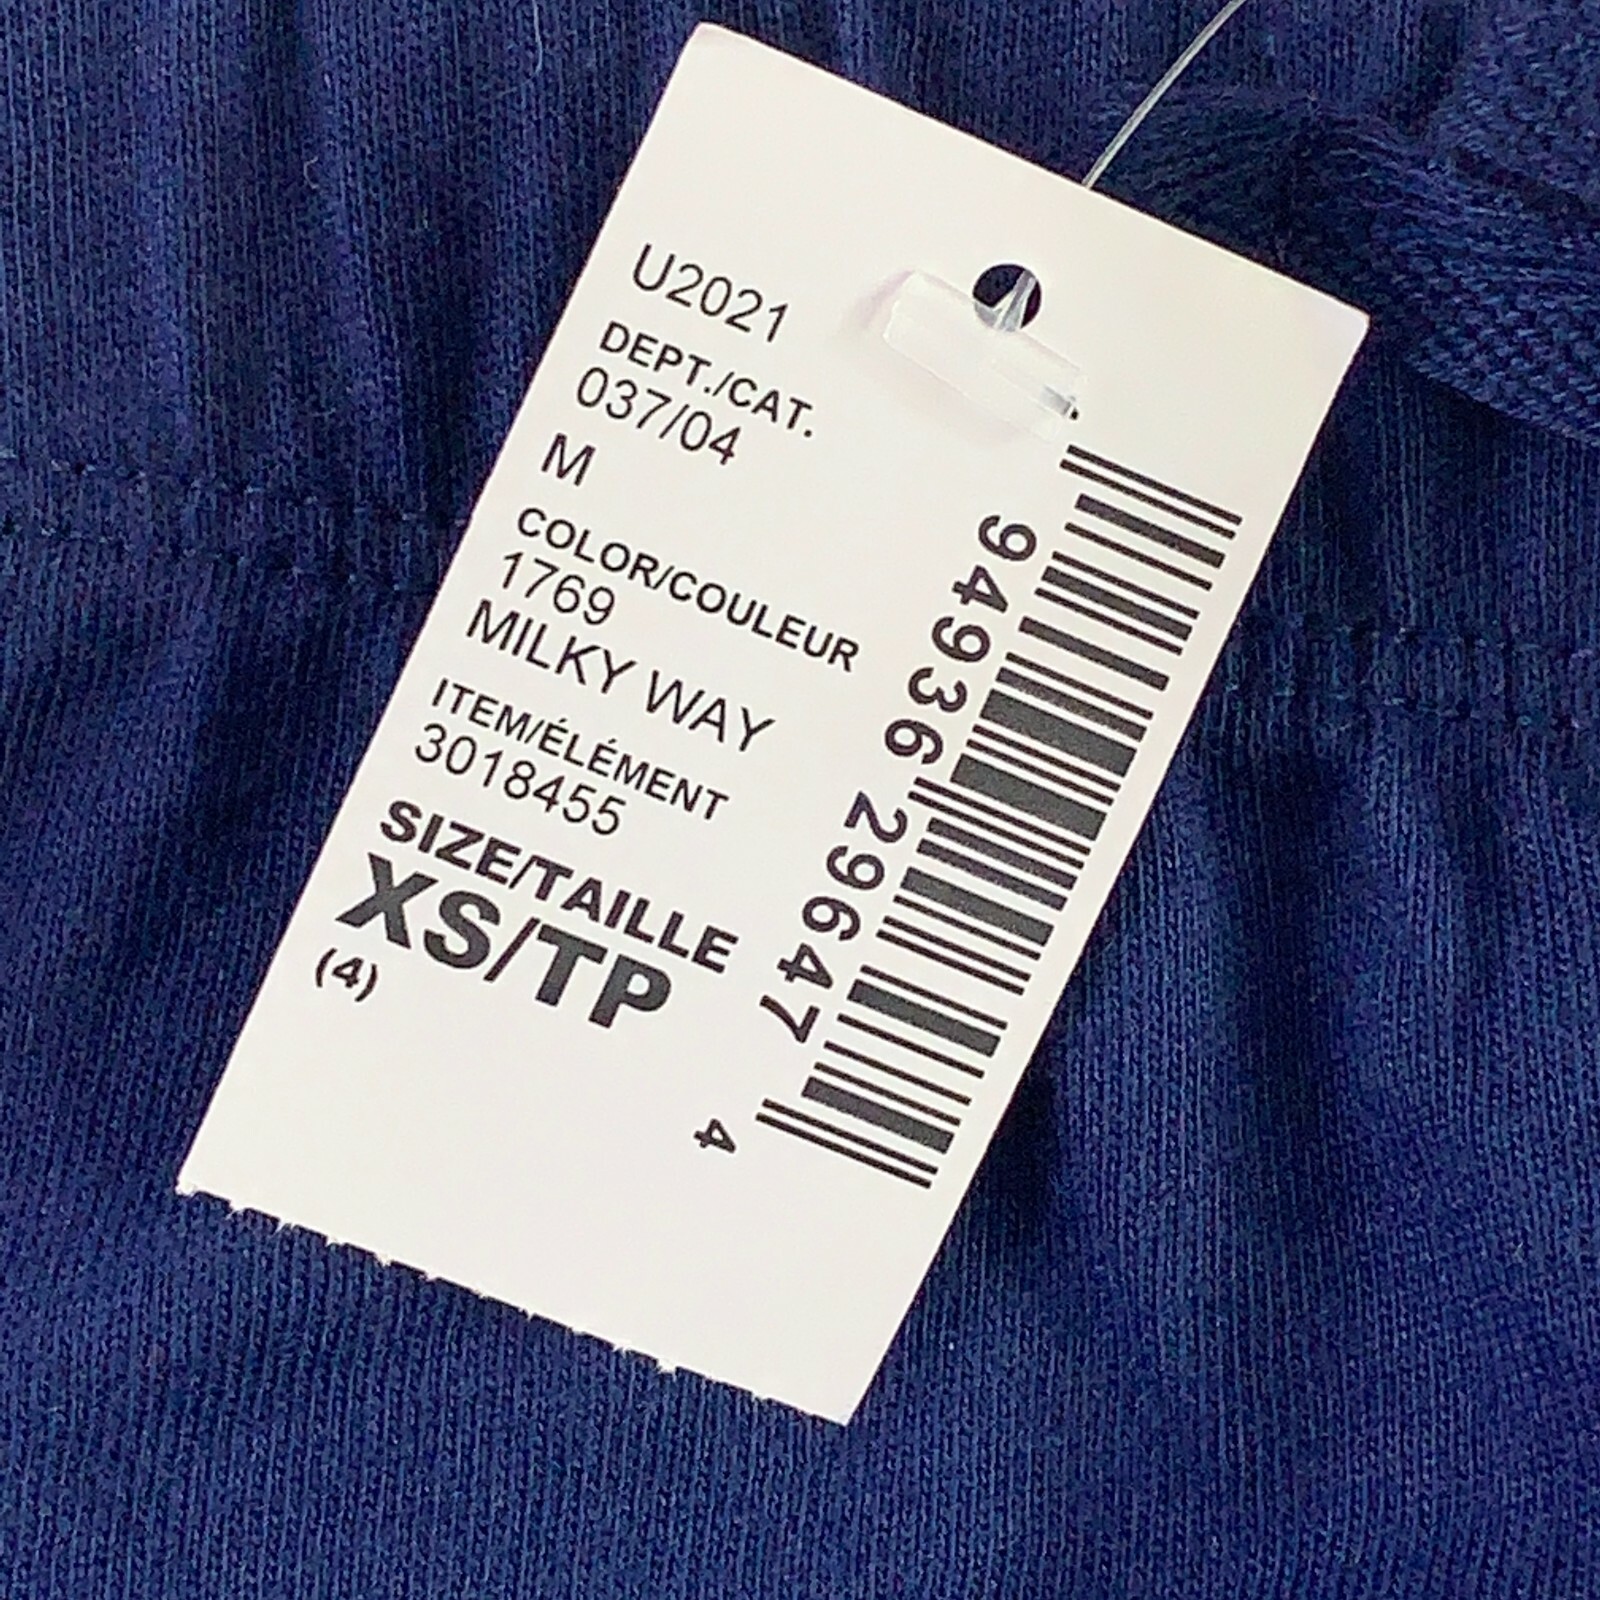 U2021
DEPT./CAT.
037/04
M
COLOR/COULEUR
1769
MILKY WAY
ITEM/ÉLÉMENT
3018455
SIZE/TAILLE
XS/TP
(4)
94936 29647 4